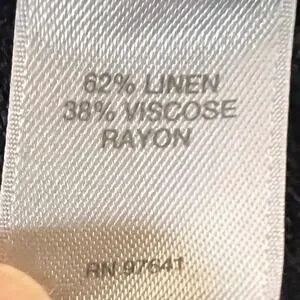 62% LINEN
38% VISCOSE
RAYON
RN 97641